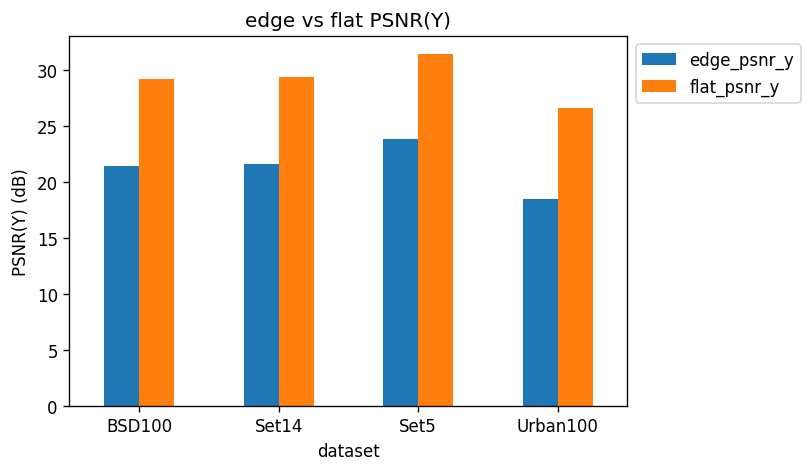 edge vs flat PSNR(Y)
edge_psnr_y
flat_psnr_y
PSNR(Y) (dB)
30
25
20
15
10
5
0
BSD100 Set14 Set5 Urban100
dataset